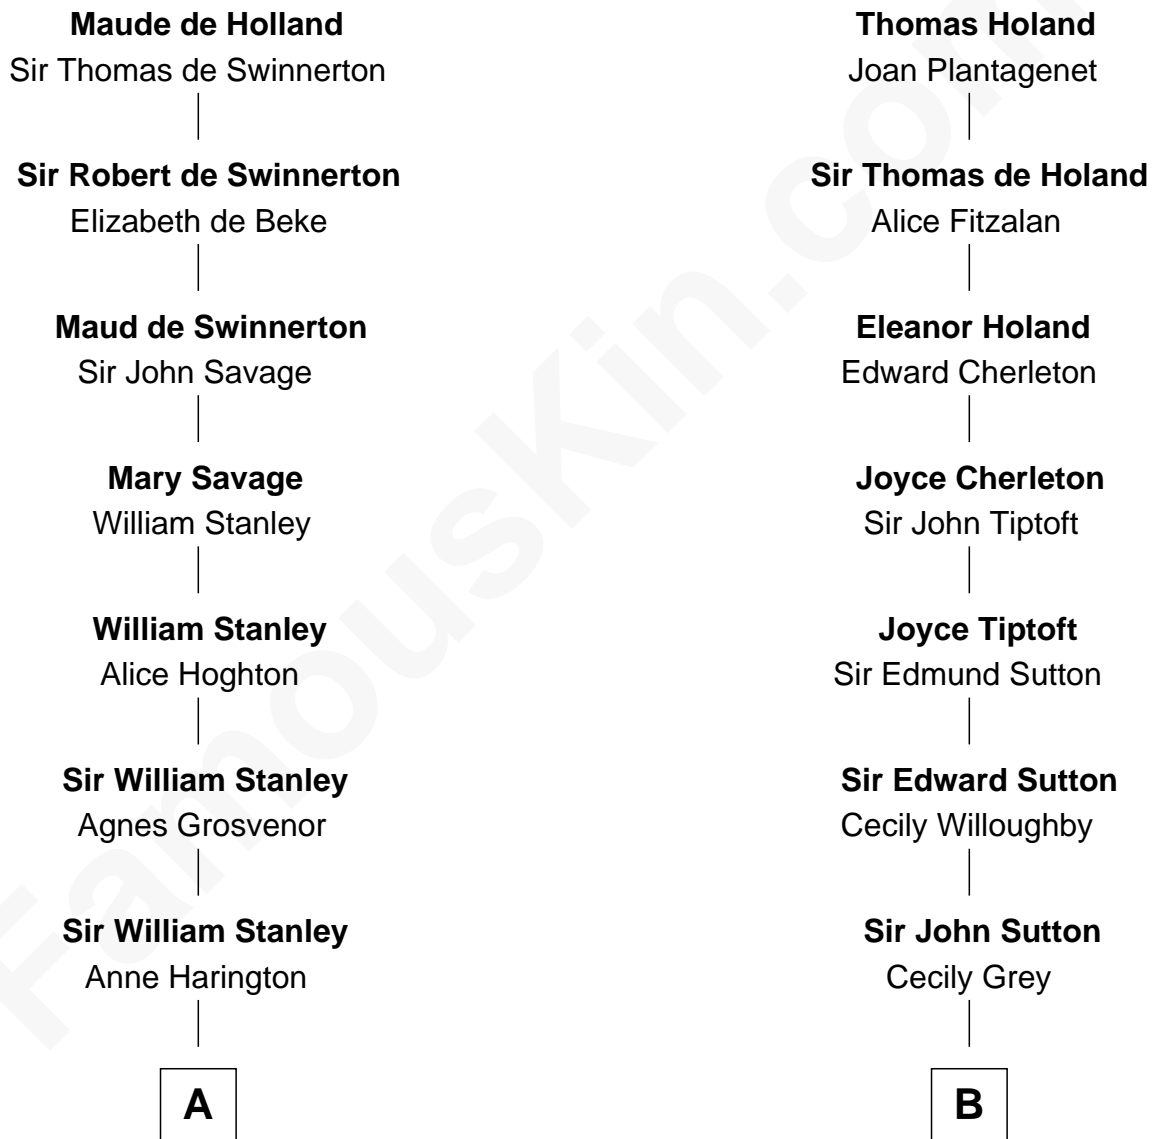 Maude de Holland
Sir Thomas de Swinnerton
Sir Robert de Swinnerton
Elizabeth de Beke
Maud de Swinnerton
Sir John Savage
Mary Savage
William Stanley
William Stanley
Alice Hoghton
Sir William Stanley
Agnes Grosvenor
Sir William Stanley
Anne Harington
A
Thomas Holand
Joan Plantagenet
Sir Thomas de Holand
Alice Fitzalan
Eleanor Holand
Edward Cherleton
Joyce Cherleton
Sir John Tiptoft
Joyce Tiptoft
Sir Edmund Sutton
Sir Edward Sutton
Cecily Willoughby
Sir John Sutton
Cecily Grey
B
FamousKin.com